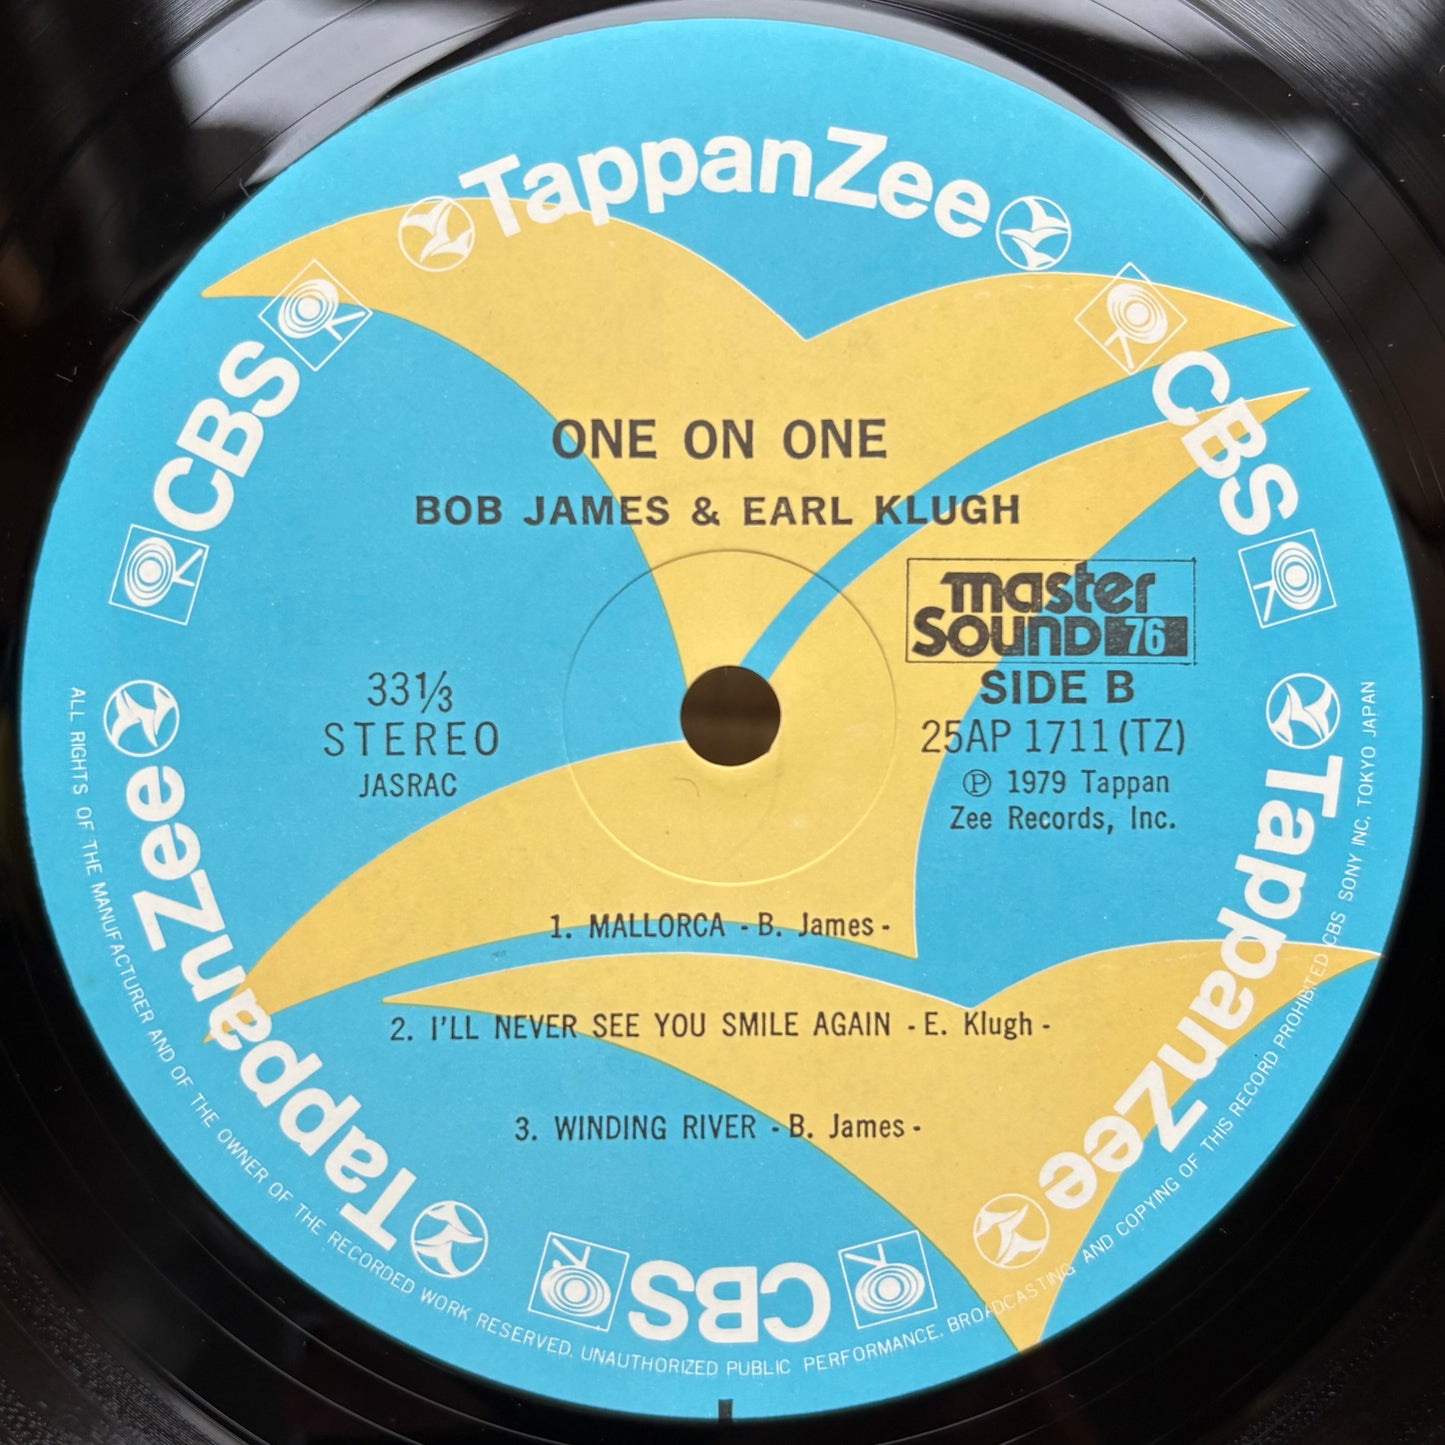 TappanZee
CBS
CBS
ONE ON ONE
BOB JAMES & EARL KLUGH
master
Sound 76
SIDE B
25AP 1711 (TZ)
℗ 1979 Tappan
Zee Records, Inc.
33⅓
STEREO
JASRAC
1. MALLORCA - B. James -
2. I'LL NEVER SEE YOU SMILE AGAIN - E. Klugh -
3. WINDING RIVER - B. James -
TappanZee
TappanZee
CBS
ALL RIGHTS OF THE MANUFACTURER AND OF THE OWNER OF THE RECORDED WORK RESERVED. UNAUTHORIZED PUBLIC PERFORMANCE. BROADCASTING AND COPYING OF THIS RECORD PROHIBITED CBS SONY INC. TOKYO JAPAN